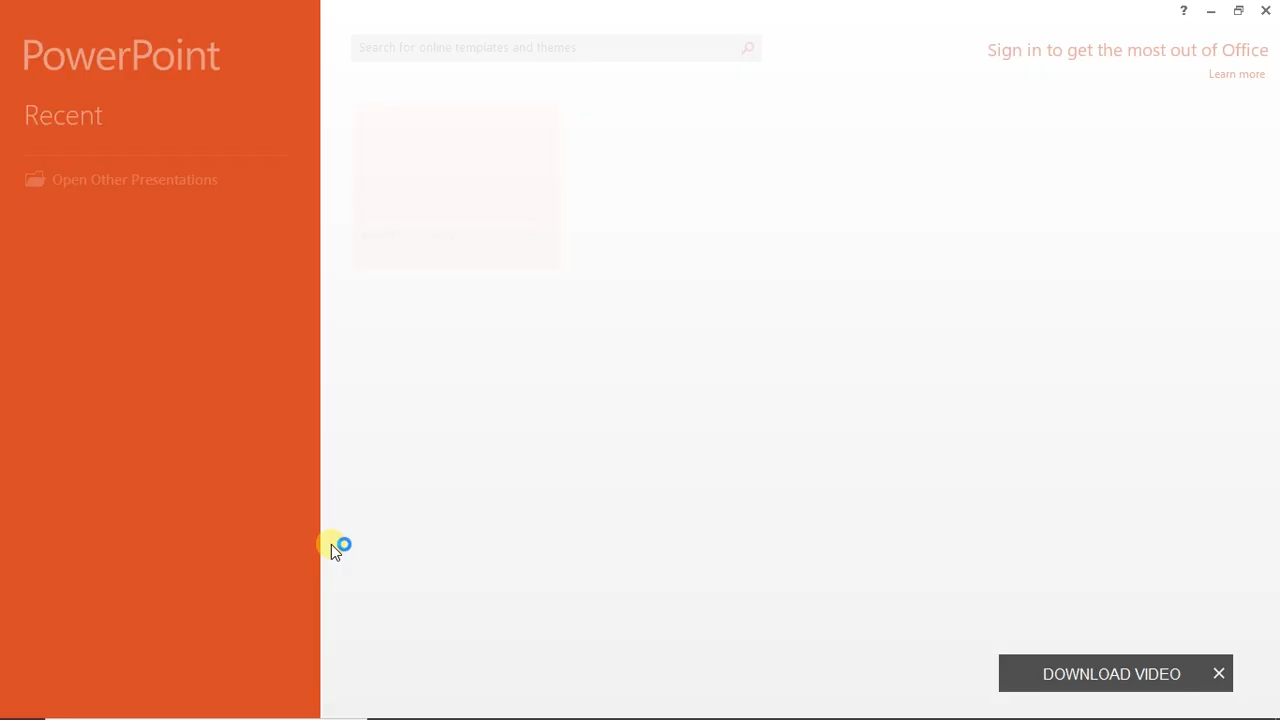 ?
PowerPoint
Search for online templates and themes
Sign in to get the most out of Office
Learn more
Recent
Open Other Presentations
DOWNLOAD VIDEO